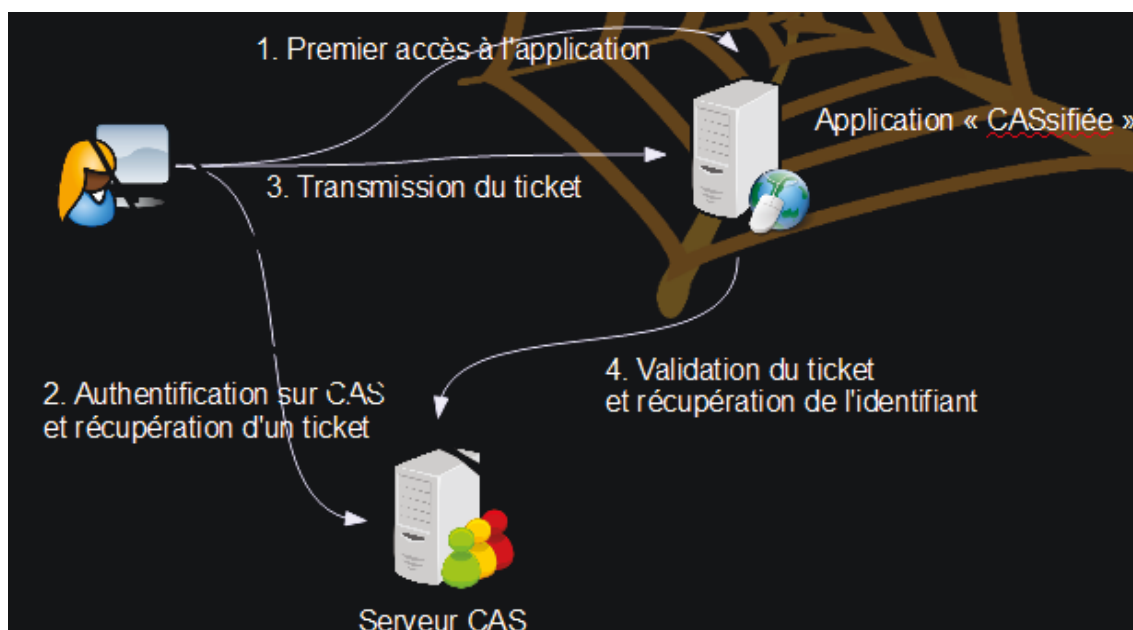 1. Premier accès à l'application
Application « CASsifiée »
3. Transmission du ticket
2. Authentification sur CAS
et récupération d'un ticket
4. Validation du ticket
et récupération de l'identifiant
Serveur CAS